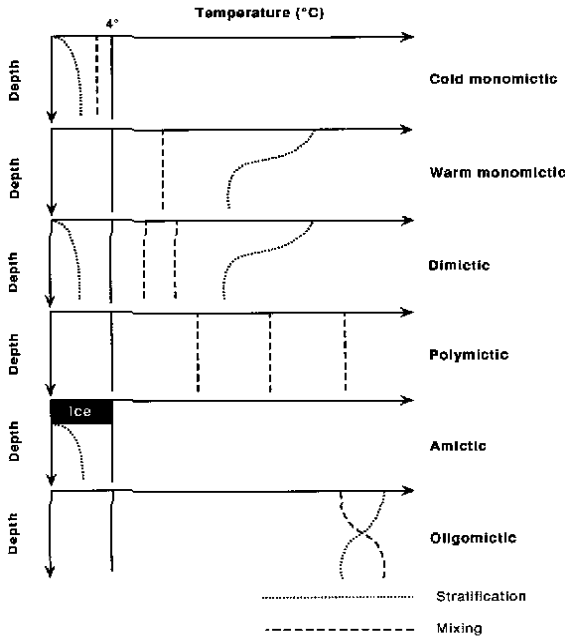 Temperature (°C)
4°
Depth
Cold monomictic
Depth
Warm monomictic
Depth
Dimictic
Depth
Polymictic
Ice
Depth
Amictic
Depth
Oligomictic
Stratification
Mixing